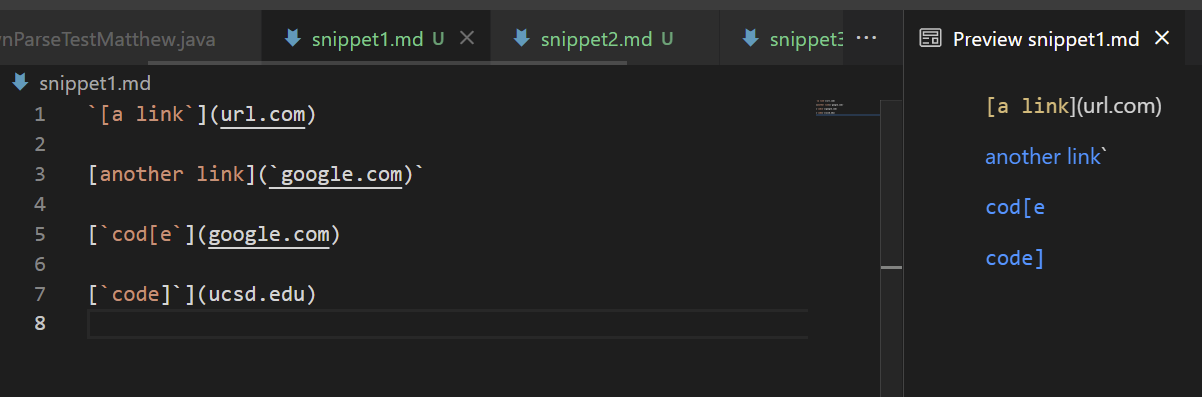 nParseTestMatthew.java snippet1.md U × snippet2.md U snippet3 ··· Preview snippet1.md ×
snippet1.md
1 `[a link`](url.com)
2
3 [another link](`google.com)`
4
5 [`cod[e`](google.com)
6
7 [`code]`](ucsd.edu)
8
[a link](url.com)
another link`
cod[e
code]